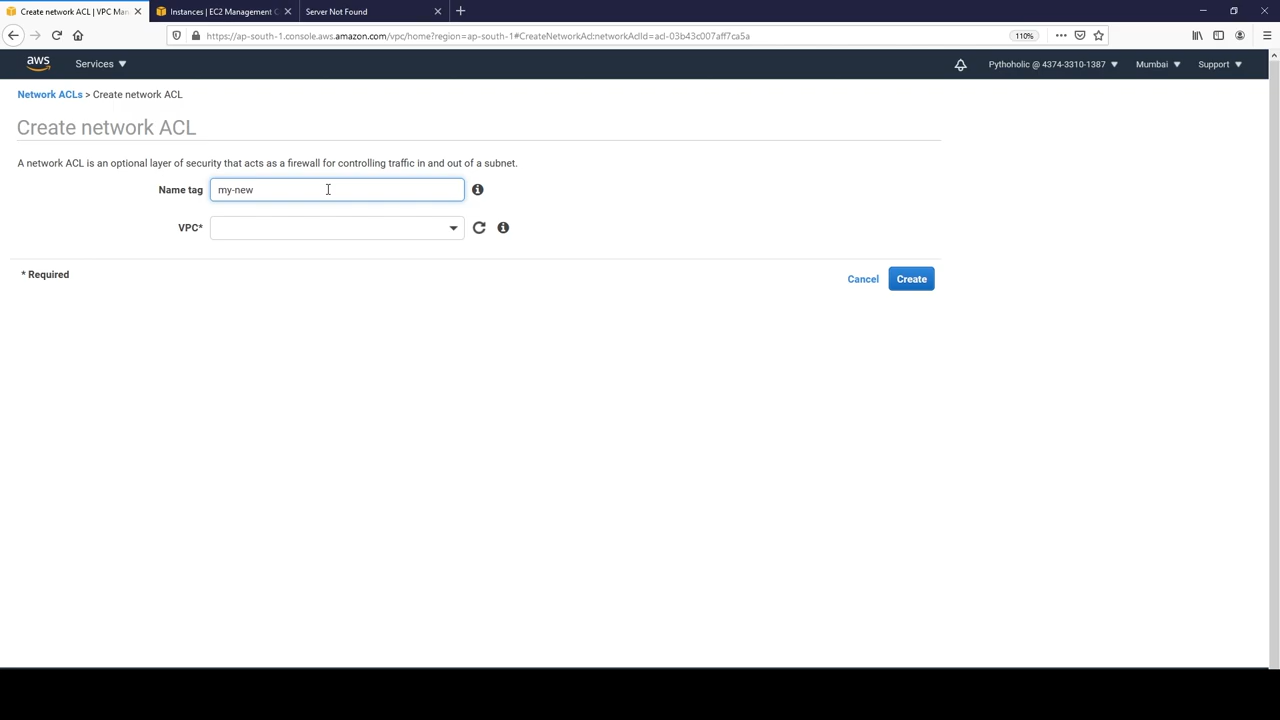 Create network ACL | VPC Man
Instances | EC2 Management C
Server Not Found
https://ap-south-1.console.aws.amazon.com/vpc/home?region=ap-south-1#CreateNetworkAcl:networkAclId=acl-03b43c007aff7ca5a
110%
aws
Services
Pythoholic @ 4374-3310-1387
Mumbai
Support
Network ACLs > Create network ACL
Create network ACL
A network ACL is an optional layer of security that acts as a firewall for controlling traffic in and out of a subnet.
Name tag
my-new
VPC*
* Required
Cancel
Create